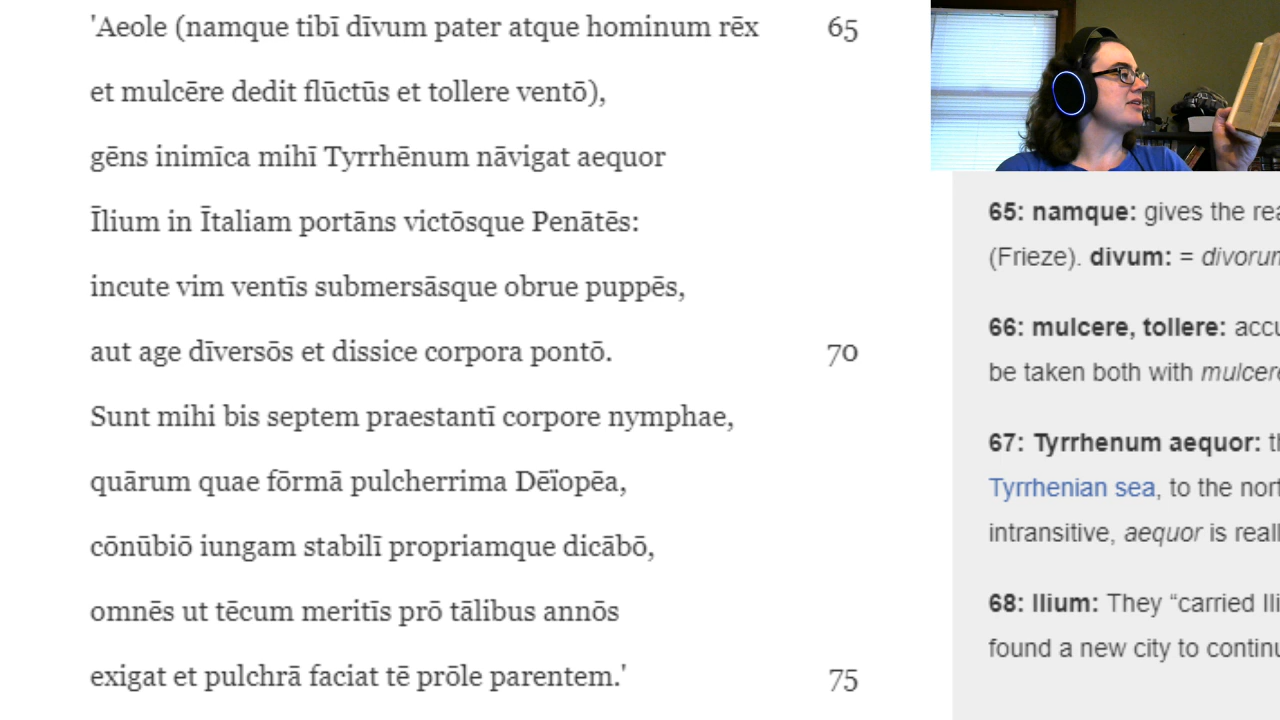 'Aeole (namque tibī dīvum pater atque hominum rēx 65
et mulcēre dedit flūctūs et tollere ventō),
gēns inimīca mihī Tyrrhēnum nāvigat aequor
Īlium in Ītaliam portāns victōsque Penātēs:
incute vim ventīs submersāsque obrue puppēs,
aut age dīversōs et dissice corpora pontō. 70
Sunt mihi bis septem praestantī corpore nymphae,
quārum quae fōrmā pulcherrima Dēïopēa,
cōnūbiō iungam stabilī propriamque dicābō,
omnēs ut tēcum meritīs prō tālibus annōs
exigat et pulchrā faciat tē prōle parentem.' 75
65: namque: gives the rea
(Frieze). divum: = divorum
66: mulcere, tollere: accu
be taken both with mulcere
67: Tyrrhenum aequor: th
Tyrrhenian sea, to the nort
intransitive, aequor is reall
68: Ilium: They “carried Ili
found a new city to continu